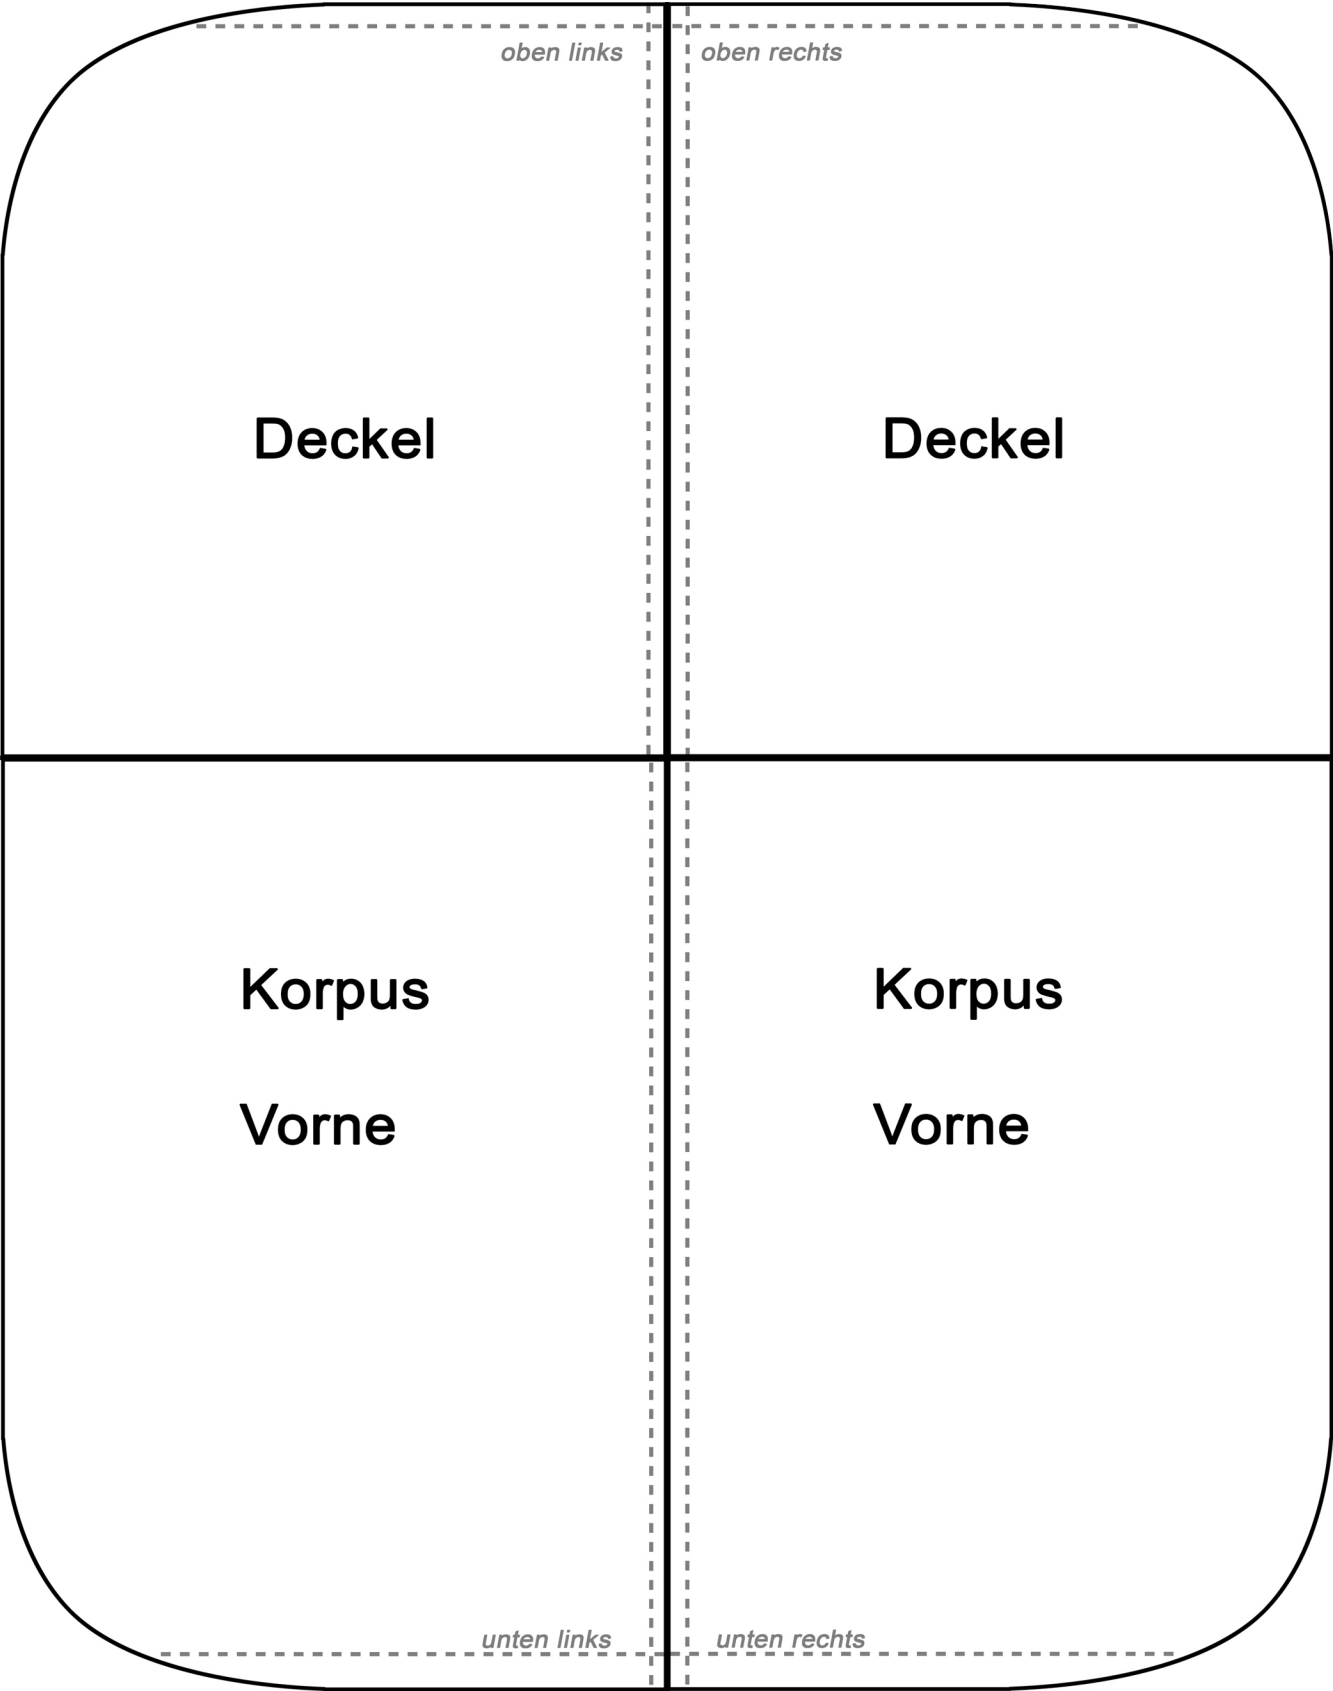 oben links
oben rechts
Deckel
Deckel
Korpus
Korpus
Vorne
Vorne
unten links
unten rechts